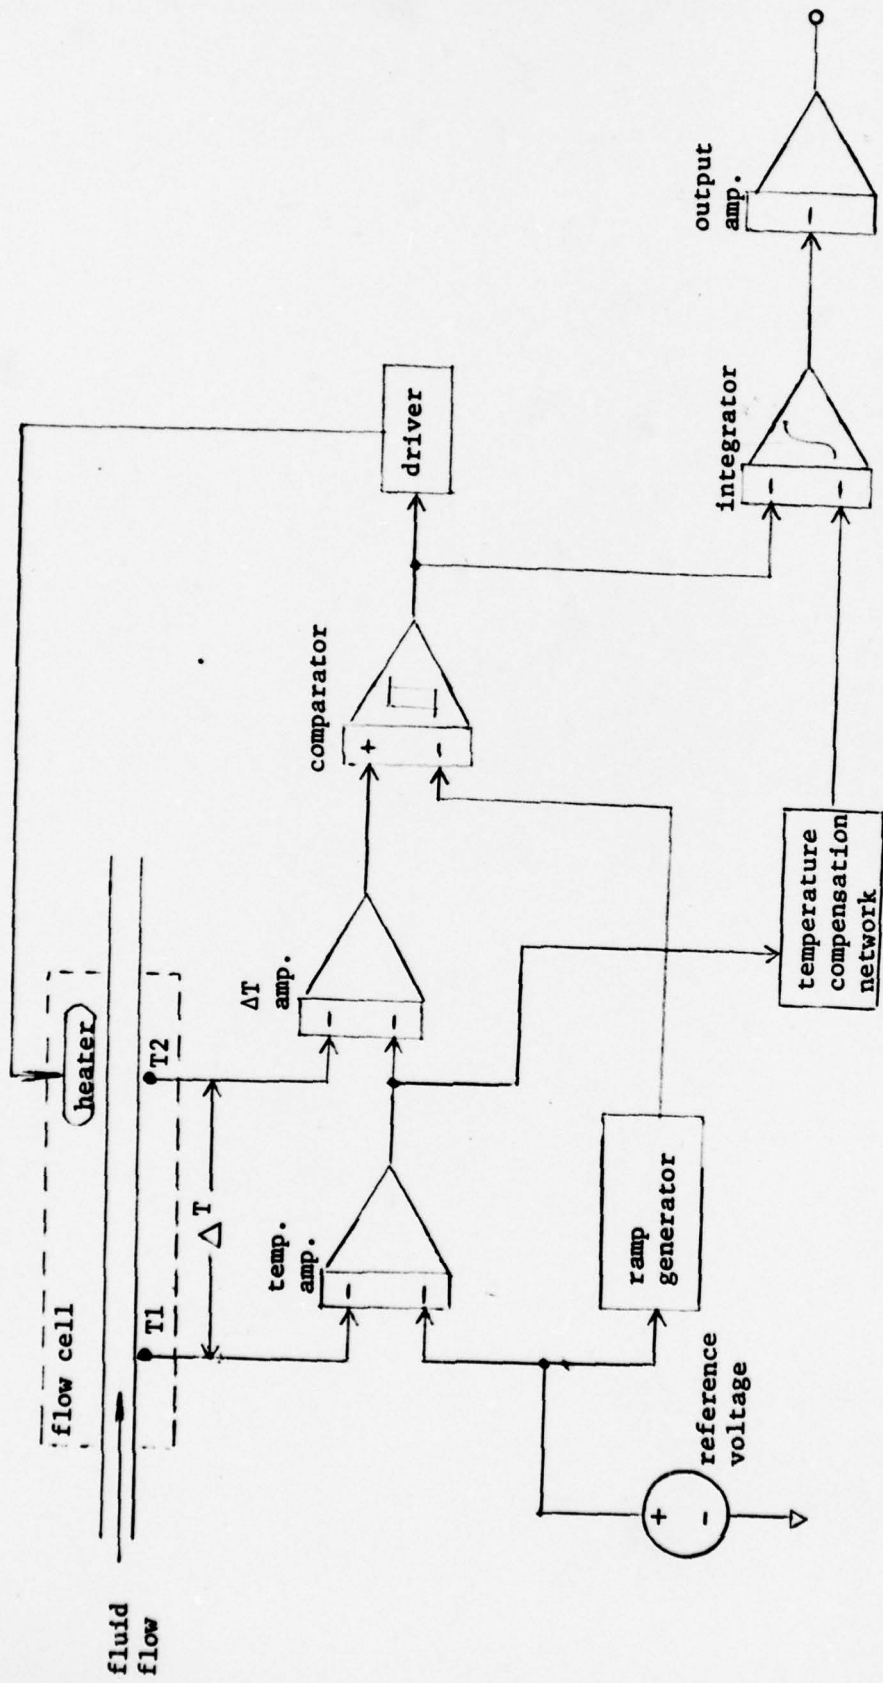 fluid
flow
flow cell
heater
T1
T2
Δ T
temp.
amp.
-
-
ΔT
amp.
-
-
comparator
+
-
driver
reference
voltage
+
-
ramp
generator
temperature
compensation
network
integrator
-
-
∫
output
amp.
-